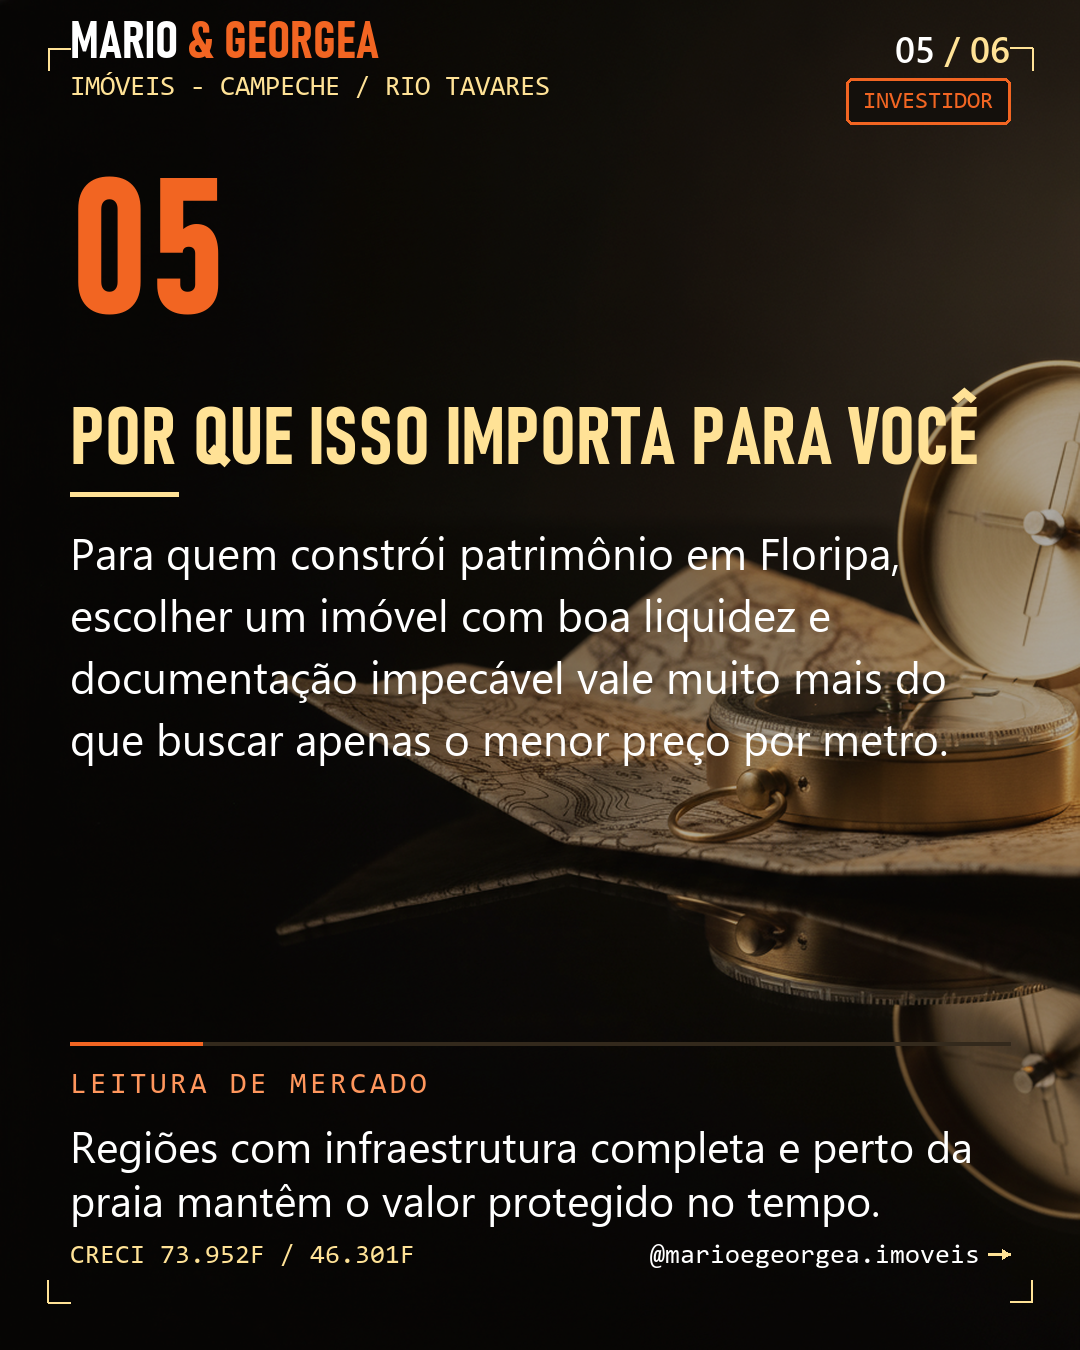 MARIO & GEORGEA
IMÓVEIS - CAMPECHE / RIO TAVARES
05 / 06
INVESTIDOR
05
POR QUE ISSO IMPORTA PARA VOCÊ
Para quem constrói patrimônio em Floripa,
escolher um imóvel com boa liquidez e
documentação impecável vale muito mais do
que buscar apenas o menor preço por metro.
LEITURA DE MERCADO
Regiões com infraestrutura completa e perto da
praia mantêm o valor protegido no tempo.
CRECI 73.952F / 46.301F
@marioegeorgea.imoveis →